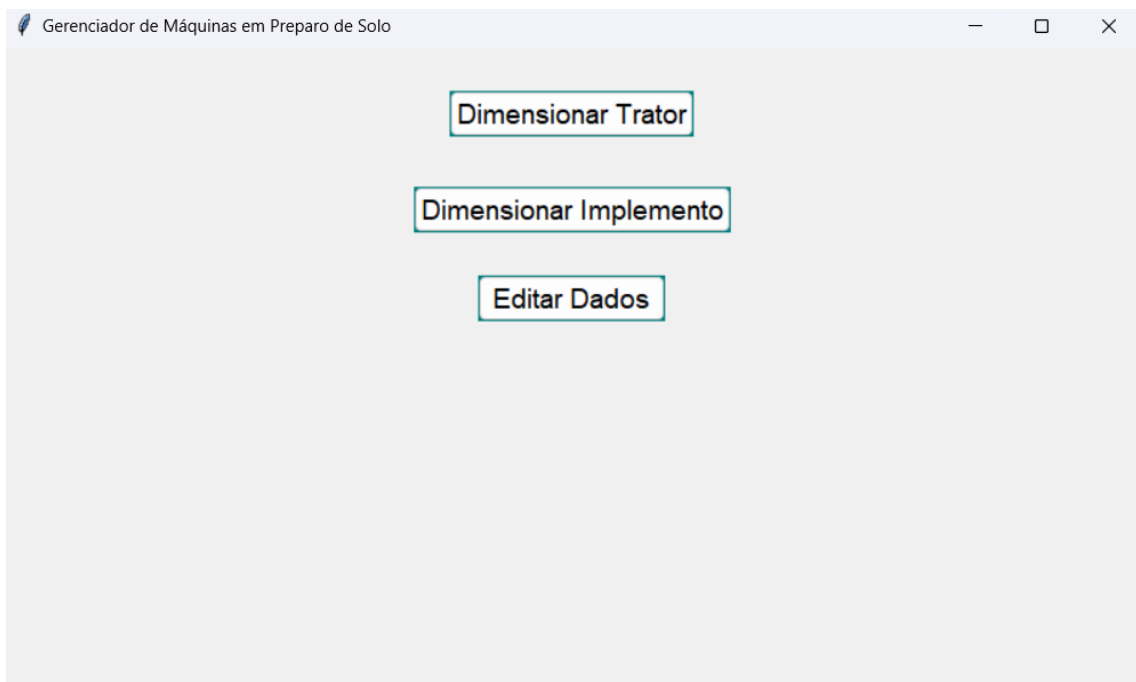 Gerenciador de Máquinas em Preparo de Solo
Dimensionar Trator
Dimensionar Implemento
Editar Dados